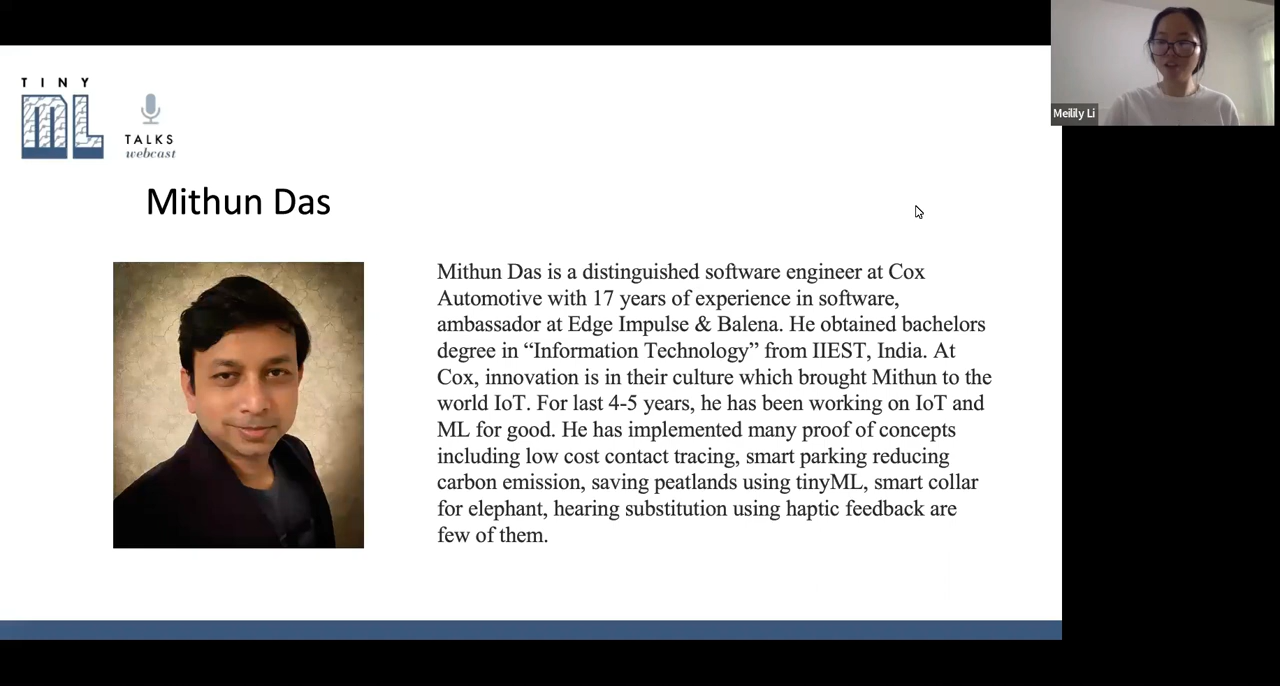 TINY
ML
TALKS
webcast
Meilily Li
Mithun Das
Mithun Das is a distinguished software engineer at Cox
Automotive with 17 years of experience in software,
ambassador at Edge Impulse & Balena. He obtained bachelors
degree in “Information Technology” from IIEST, India. At
Cox, innovation is in their culture which brought Mithun to the
world IoT. For last 4-5 years, he has been working on IoT and
ML for good. He has implemented many proof of concepts
including low cost contact tracing, smart parking reducing
carbon emission, saving peatlands using tinyML, smart collar
for elephant, hearing substitution using haptic feedback are
few of them.